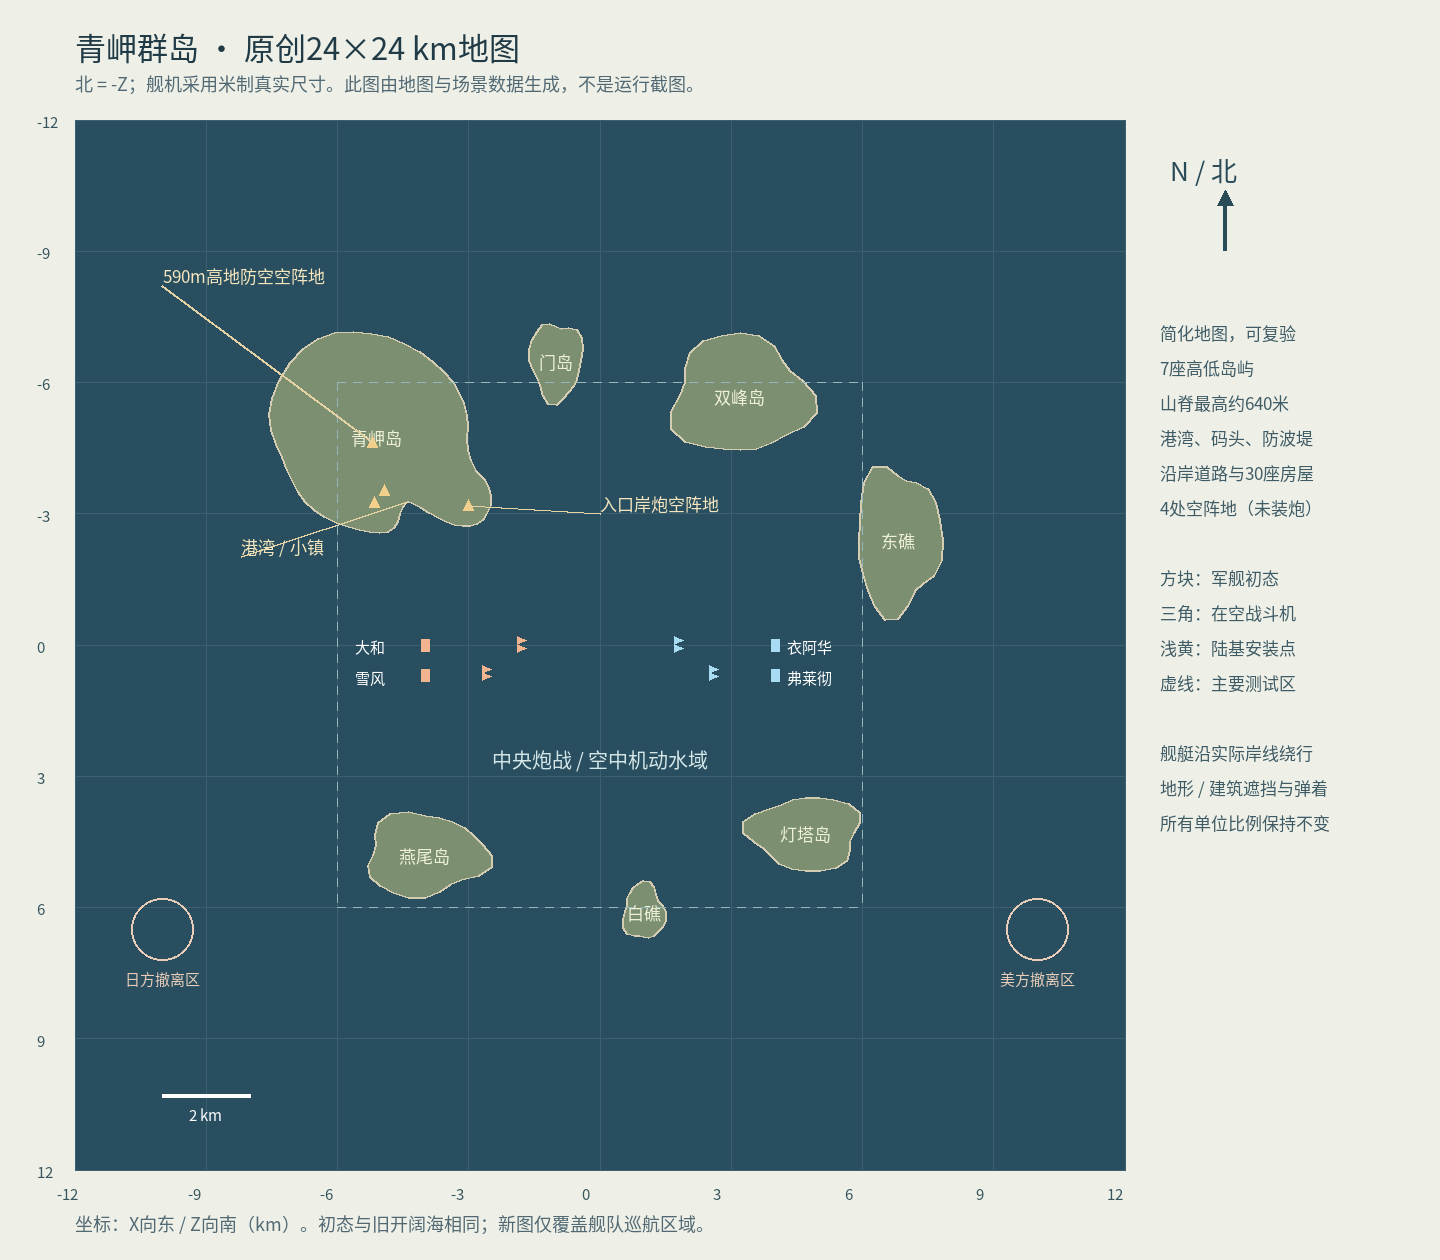 青岬群岛 · 原创24×24 km地图
北 = -Z；舰机采用米制真实尺寸。此图由地图与场景数据生成，不是运行截图。
-12
-9
-6
-3
0
3
6
9
12
N / 北
590m高地防空空阵地
门岛
双峰岛
青岬岛
入口岸炮空阵地
港湾 / 小镇
东礁
大和
衣阿华
雪风
弗莱彻
中央炮战 / 空中机动水域
灯塔岛
燕尾岛
白礁
日方撤离区
美方撤离区
2 km
简化地图，可复验
7座高低岛屿
山脊最高约640米
港湾、码头、防波堤
沿岸道路与30座房屋
4处空阵地（未装炮）
方块：军舰初态
三角：在空战斗机
浅黄：陆基安装点
虚线：主要测试区
舰艇沿实际岸线绕行
地形 / 建筑遮挡与弹着
所有单位比例保持不变
-12
-9
-6
-3
0
3
6
9
12
坐标：X向东 / Z向南（km）。初态与旧开阔海相同；新图仅覆盖舰队巡航区域。